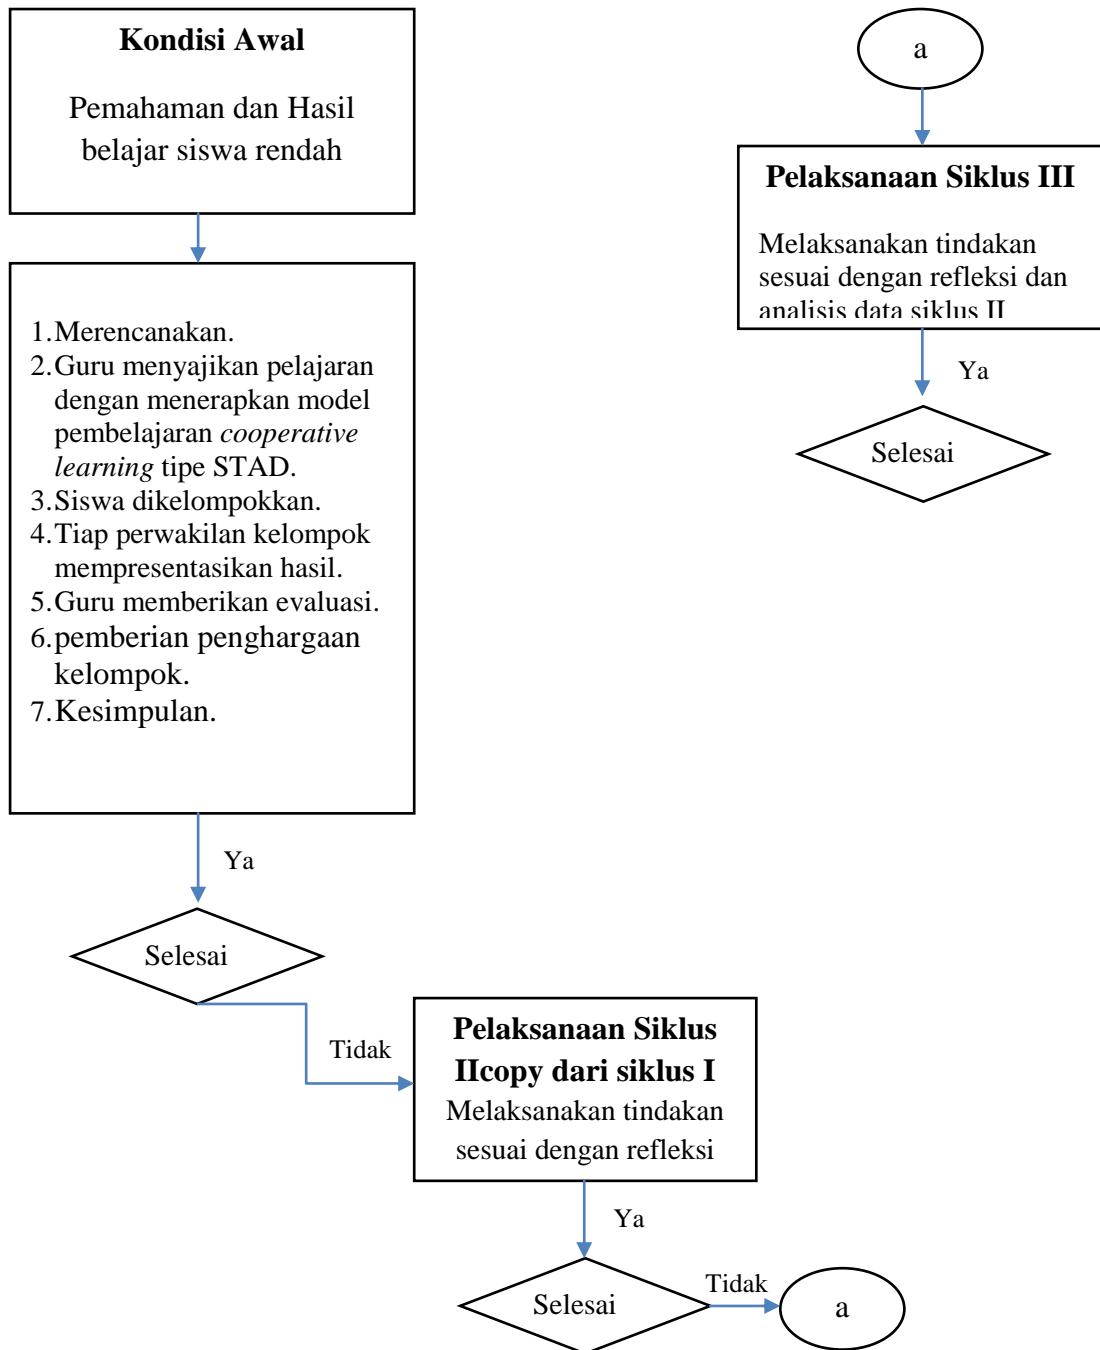 Kondisi Awal
Pemahaman dan Hasil
belajar siswa rendah
1.Merencanakan.
2.Guru menyajikan pelajaran
dengan menerapkan model
pembelajaran cooperative
learning tipe STAD.
3.Siswa dikelompokkan.
4.Tiap perwakilan kelompok
mempresentasikan hasil.
5.Guru memberikan evaluasi.
6.pemberian penghargaan
kelompok.
7.Kesimpulan.
Ya
Selesai
Tidak
Pelaksanaan Siklus
IIcopy dari siklus I
Melaksanakan tindakan
sesuai dengan refleksi
Ya
Selesai
Tidak
a
a
Pelaksanaan Siklus III
Melaksanakan tindakan
sesuai dengan refleksi dan
analisis data siklus II
Ya
Selesai